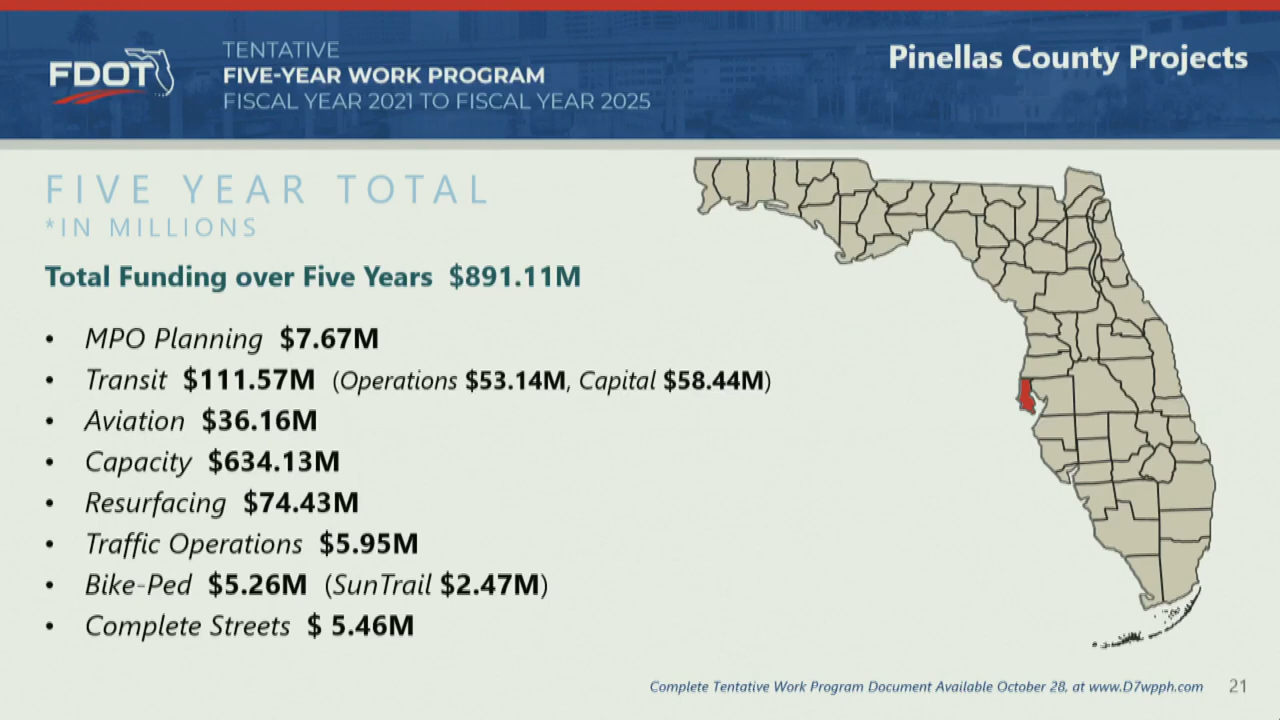 FDOT
TENTATIVE
FIVE-YEAR WORK PROGRAM
FISCAL YEAR 2021 TO FISCAL YEAR 2025
Pinellas County Projects
FIVE YEAR TOTAL
*IN MILLIONS
Total Funding over Five Years $891.11M
• MPO Planning $7.67M
• Transit $111.57M (Operations $53.14M, Capital $58.44M)
• Aviation $36.16M
• Capacity $634.13M
• Resurfacing $74.43M
• Traffic Operations $5.95M
• Bike-Ped $5.26M (SunTrail $2.47M)
• Complete Streets $ 5.46M
Complete Tentative Work Program Document Available October 28, at www.D7wpph.com 21